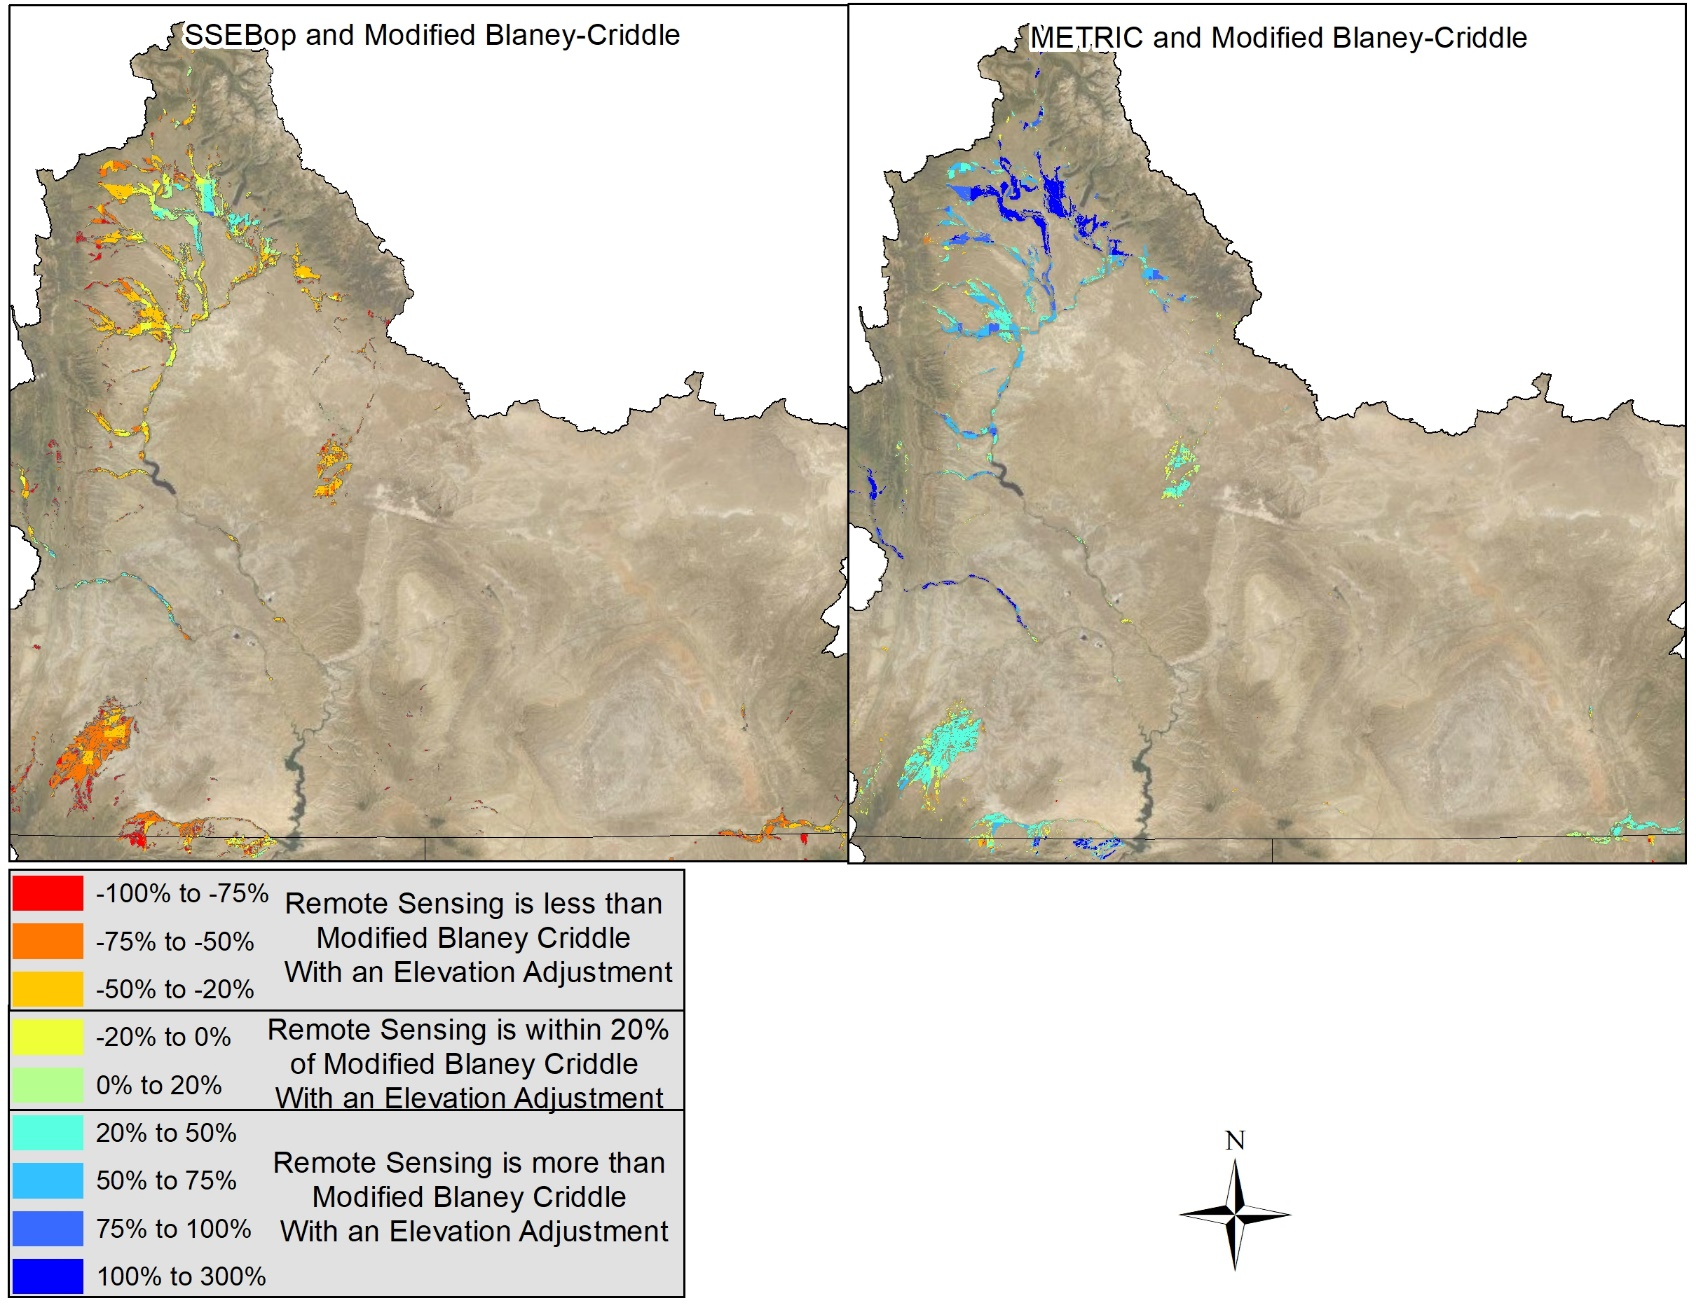 SSEBop and Modified Blaney-Criddle
METRIC and Modified Blaney-Criddle
-100% to -75%
-75% to -50%
-50% to -20%
Remote Sensing is less than
Modified Blaney Criddle
With an Elevation Adjustment
-20% to 0%
0% to 20%
Remote Sensing is within 20%
of Modified Blaney Criddle
With an Elevation Adjustment
20% to 50%
50% to 75%
75% to 100%
100% to 300%
Remote Sensing is more than
Modified Blaney Criddle
With an Elevation Adjustment
N